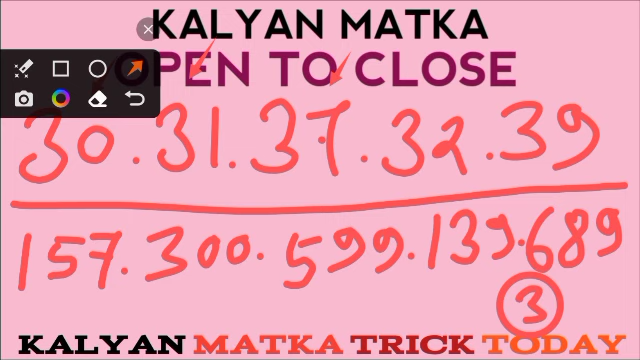 KALYAN MATKA
OPEN TO CLOSE
30.31.37.32.39
157.300.599.139.689
3
KALYAN MATKA TRICK TODAY